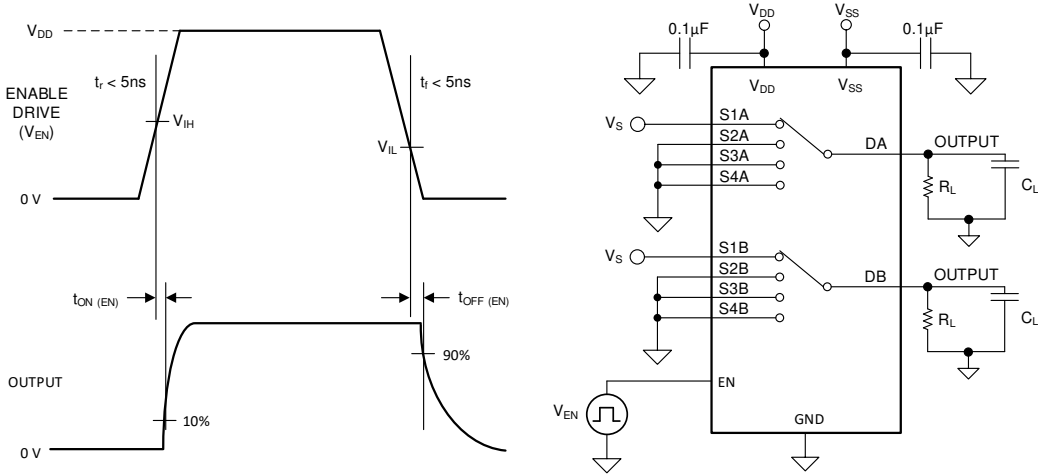 V_DD
t_r < 5ns
t_f < 5ns
ENABLE
DRIVE
(V_EN)
V_IH
V_IL
0 V
t_ON (EN)
t_OFF (EN)
90%
OUTPUT
10%
0 V
V_DD
V_SS
0.1µF
0.1µF
V_DD
V_SS
V_S
S1A
S2A
S3A
S4A
DA
OUTPUT
R_L
C_L
V_S
S1B
S2B
S3B
S4B
DB
OUTPUT
R_L
C_L
EN
V_EN
GND